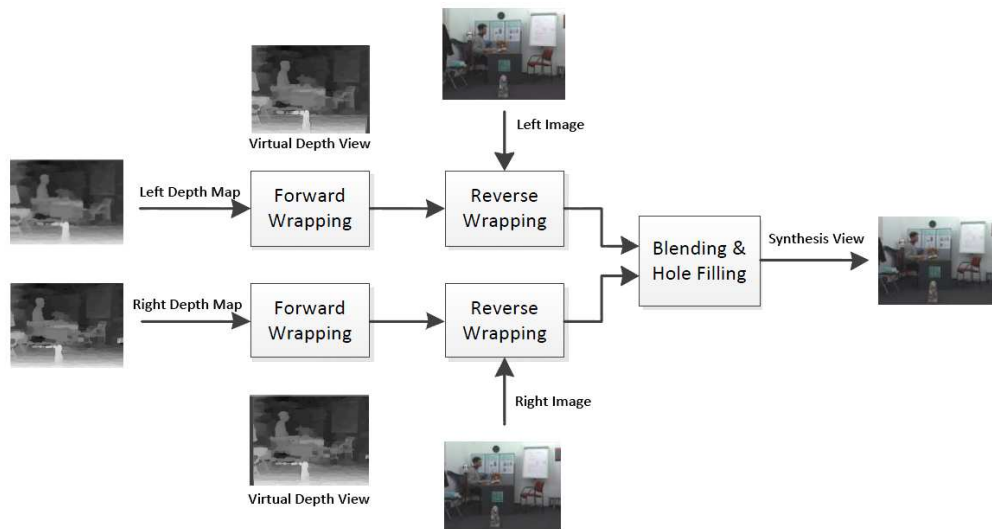 Virtual Depth View
Left Image
Left Depth Map
Forward
Wrapping
Reverse
Wrapping
Blending &
Hole Filling
Synthesis View
Right Depth Map
Forward
Wrapping
Reverse
Wrapping
Right Image
Virtual Depth View